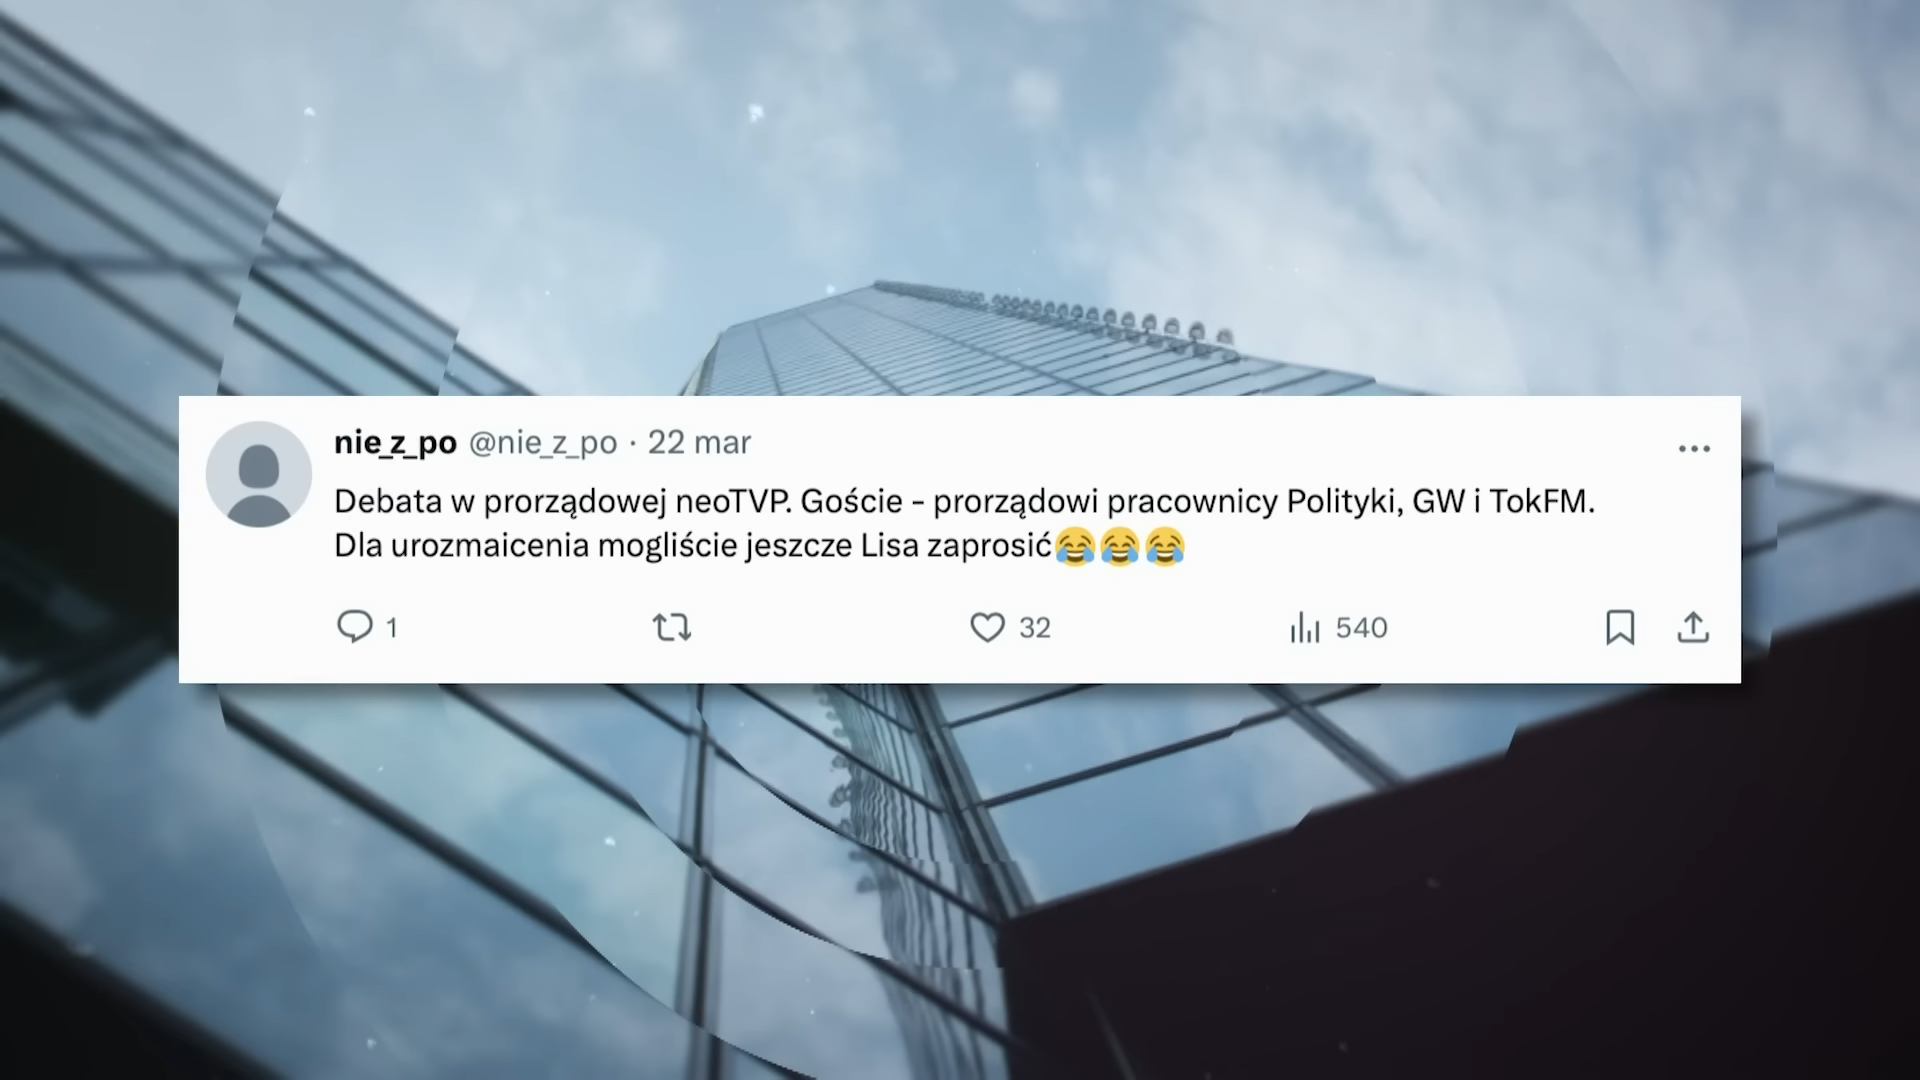 nie_z_po @nie_z_po · 22 mar
Debata w prorządowej neoTVP. Goście - prorządowi pracownicy Polityki, GW i TokFM.
Dla urozmaicenia mogliście jeszcze Lisa zaprosić😂😂😂
1 32 540